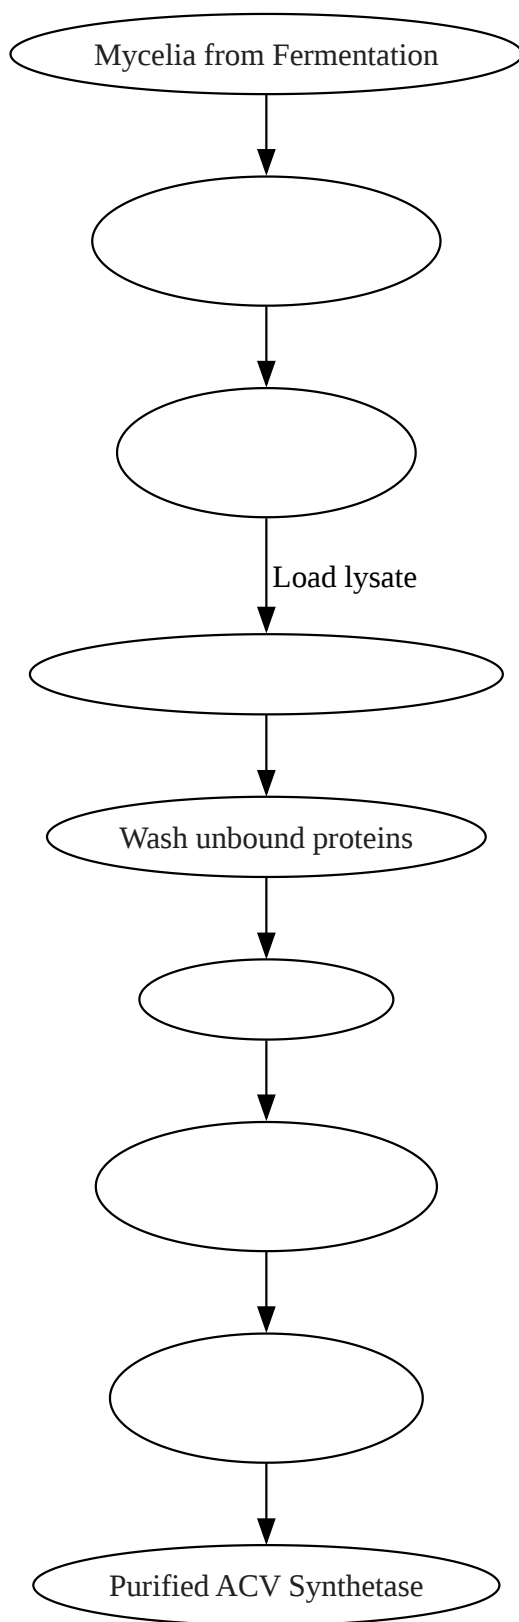 Mycelia from Fermentation
Load lysate
Wash unbound proteins
Purified ACV Synthetase